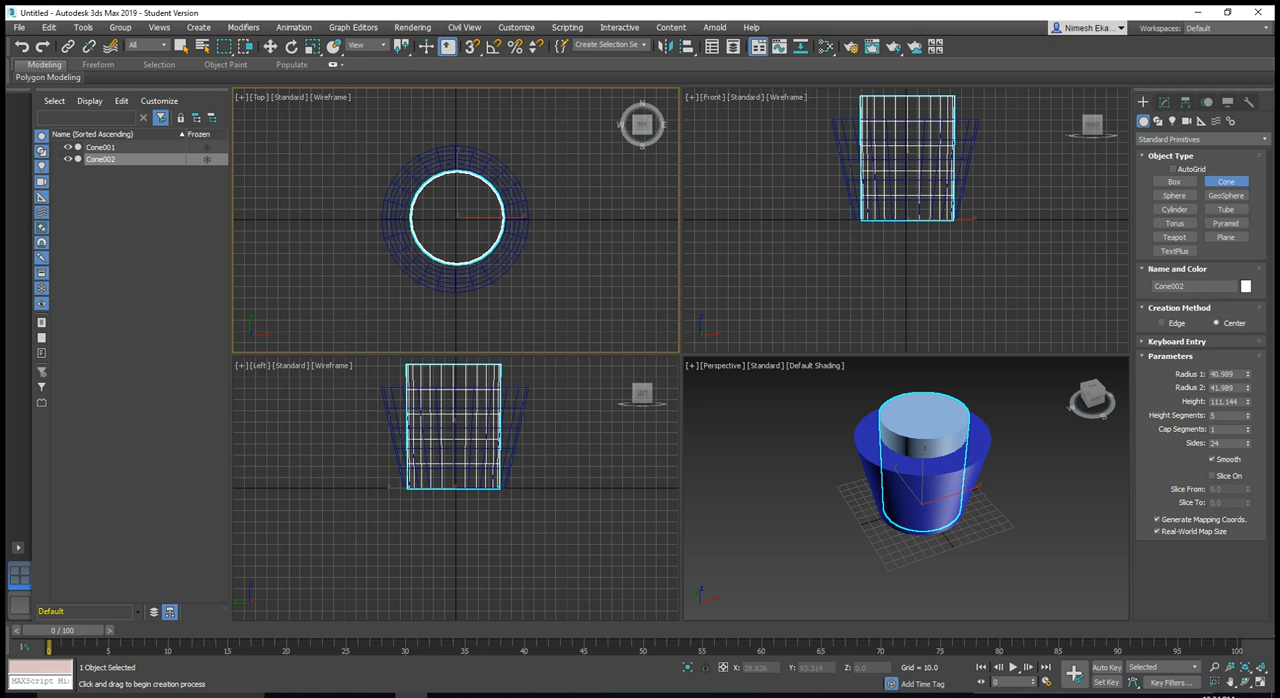 Untitled - Autodesk 3ds Max 2019 - Student Version
File Edit Tools Group Views Create Modifiers Animation Graph Editors Rendering Civil View Customize Scripting Interactive Content Arnold Help
Nimesh Eka... Workspaces: Default
All View Create Selection Se
Modeling Freeform Selection Object Paint Populate
Polygon Modeling
Select Display Edit Customize
Name (Sorted Ascending) ▲ Frozen
Cone001
Cone002
[+] [Top] [Standard] [Wireframe]
N
W TOP E
S
[+] [Front] [Standard] [Wireframe]
FRONT
[+] [Left] [Standard] [Wireframe]
LEFT
[+] [Perspective] [Standard] [Default Shading]
Standard Primitives
Object Type
AutoGrid
Box Cone
Sphere GeoSphere
Cylinder Tube
Torus Pyramid
Teapot Plane
TextPlus
Name and Color
Cone002
Creation Method
Edge Center
Keyboard Entry
Parameters
Radius 1: 40.989
Radius 2: 41.989
Height: 111.144
Height Segments: 5
Cap Segments: 1
Sides: 24
Smooth
Slice On
Slice From: 0.0
Slice To: 0.0
Generate Mapping Coords.
Real-World Map Size
Default
< 0 / 100 >
0 5 10 15 20 25 30 35 40 45 50 55 60 65 70 75 80 85 90 95 100
1 Object Selected
X: 28.826 Y: 93.314 Z: 0.0 Grid = 10.0
Auto Key Selected
MAXScript Mi:
Click and drag to begin creation process
Add Time Tag
0
Set Key Key Filters...